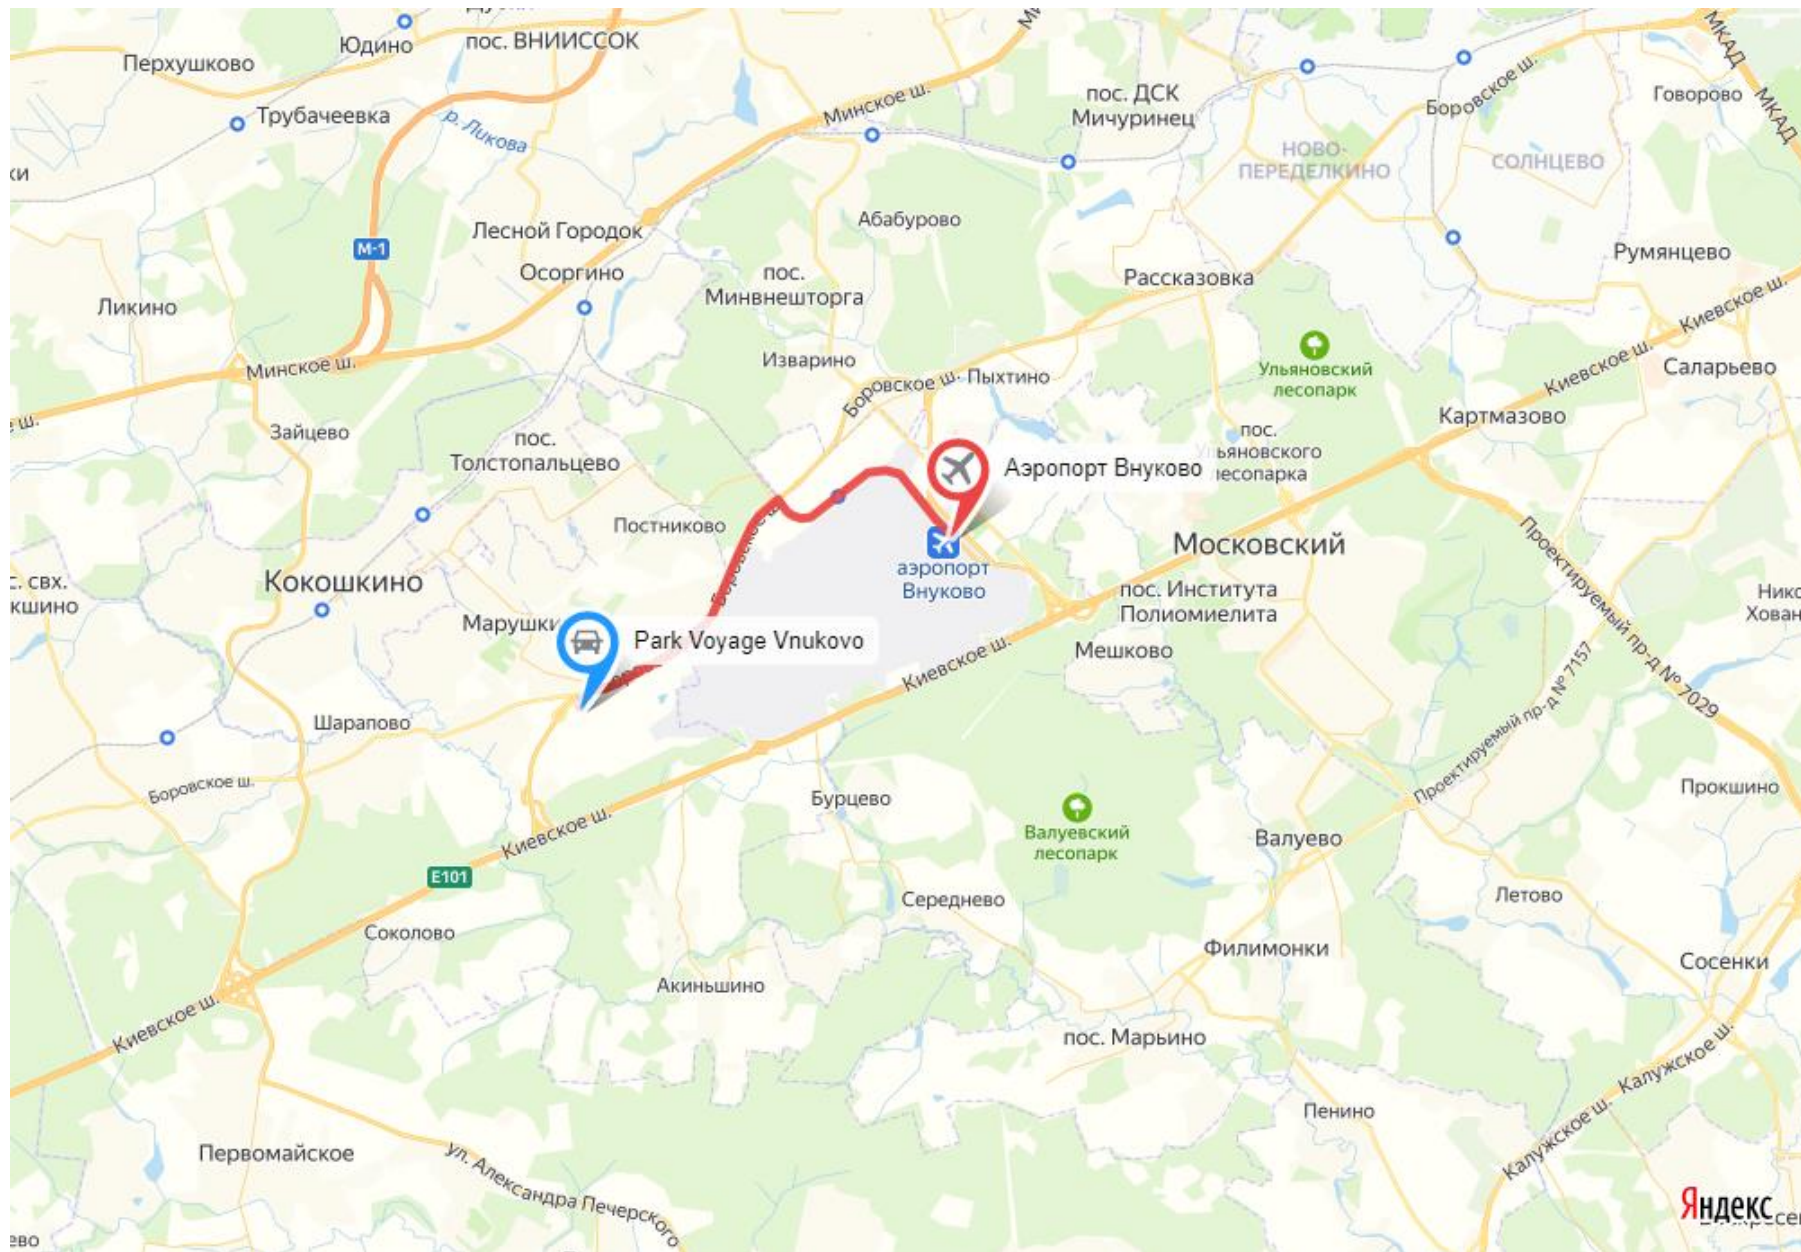 Юдино
пос. ВНИИССОК
Перхушково
Трубачеевка
р. Ликова
Минское ш.
пос. ДСК
Мичуринец
Боровское ш.
МКАД
Говорово
МКАД
НОВО-
ПЕРЕДЕЛКИНО
СОЛНЦЕВО
Лесной Городок
Абабурово
М-1
Осоргино
пос.
Минвнешторга
Рассказовка
Румянцево
Ликино
Киевское ш.
Минское ш.
Изварино
Боровское ш.
Пыхтино
Ульяновский
лесопарк
Киевское ш.
Саларьево
Картмазово
Зайцево
пос.
Толстопальцево
пос.
Аэропорт Внуково
Постниково
Московский
аэропорт
Внуково
Кокошкино
пос. Института
Полиомиелита
Проектируемый пр-д № 7029
Park Voyage Vnukovo
Мешково
Киевское ш.
Проектируемый пр-д № 7157
Шарапово
Боровское ш.
Бурцево
Прокшино
Киевское ш.
Валуевский
лесопарк
Валуево
E101
Середнево
Летово
Соколово
Филимонки
Сосенки
Акиньшино
Киевское ш.
пос. Марьино
Калужское ш.
Пенино
Калужское ш.
Первомайское
ул. Александра Печерского
Яндекс